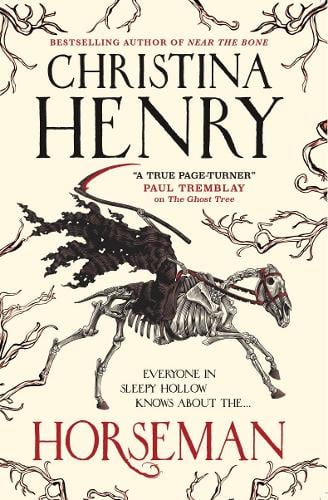 BESTSELLING AUTHOR OF NEAR THE BONE
CHRISTINA
HENRY
"A TRUE PAGE-TURNER"
PAUL TREMBLAY
on The Ghost Tree
EVERYONE IN
SLEEPY HOLLOW
KNOWS ABOUT THE...
HORSEMAN